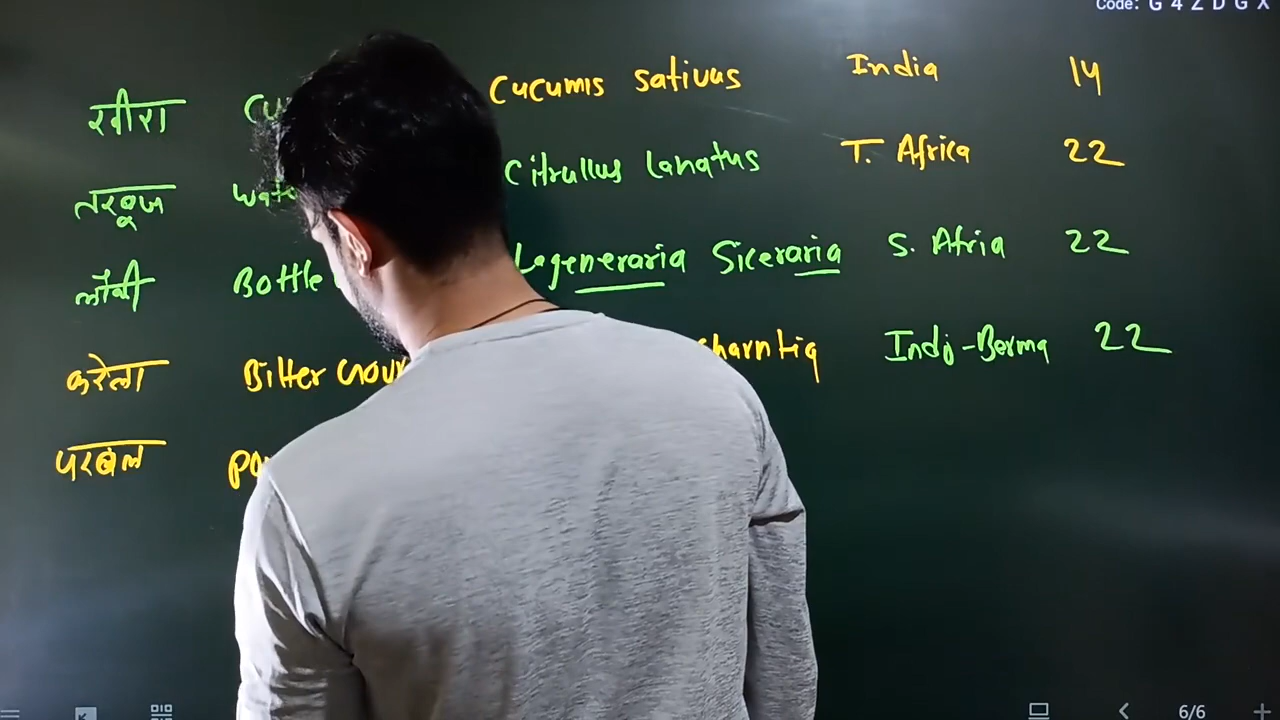 Code: G 4 Z D G X
खीरा Cu Cucumis sativus India 14
तरबूज Wate Citrullus lanatus T. Africa 22
लौकी Bottle Legeneraria Siceraria S. Afria 22
करेला Bitter Gour charntia Indo-Berma 22
परवल po
6/6